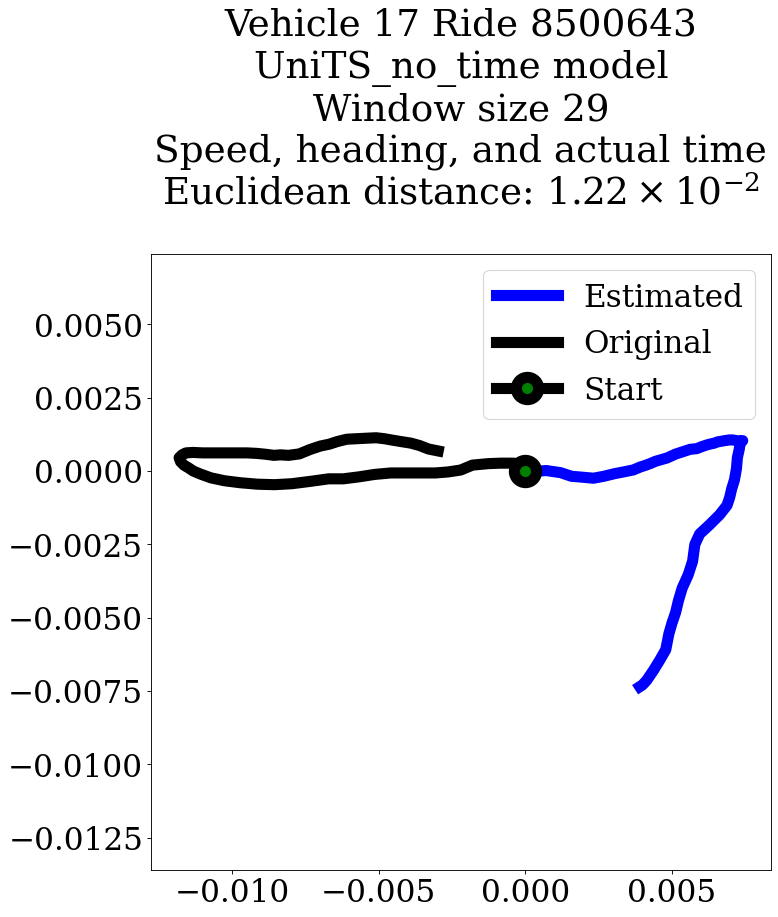 Vehicle 17 Ride 8500643
UniTS_no_time model
Window size 29
Speed, heading, and actual time
Euclidean distance: 1.22 × 10⁻²
Estimated
Original
Start
0.0050
0.0025
0.0000
−0.0025
−0.0050
−0.0075
−0.0100
−0.0125
−0.010 −0.005 0.000 0.005